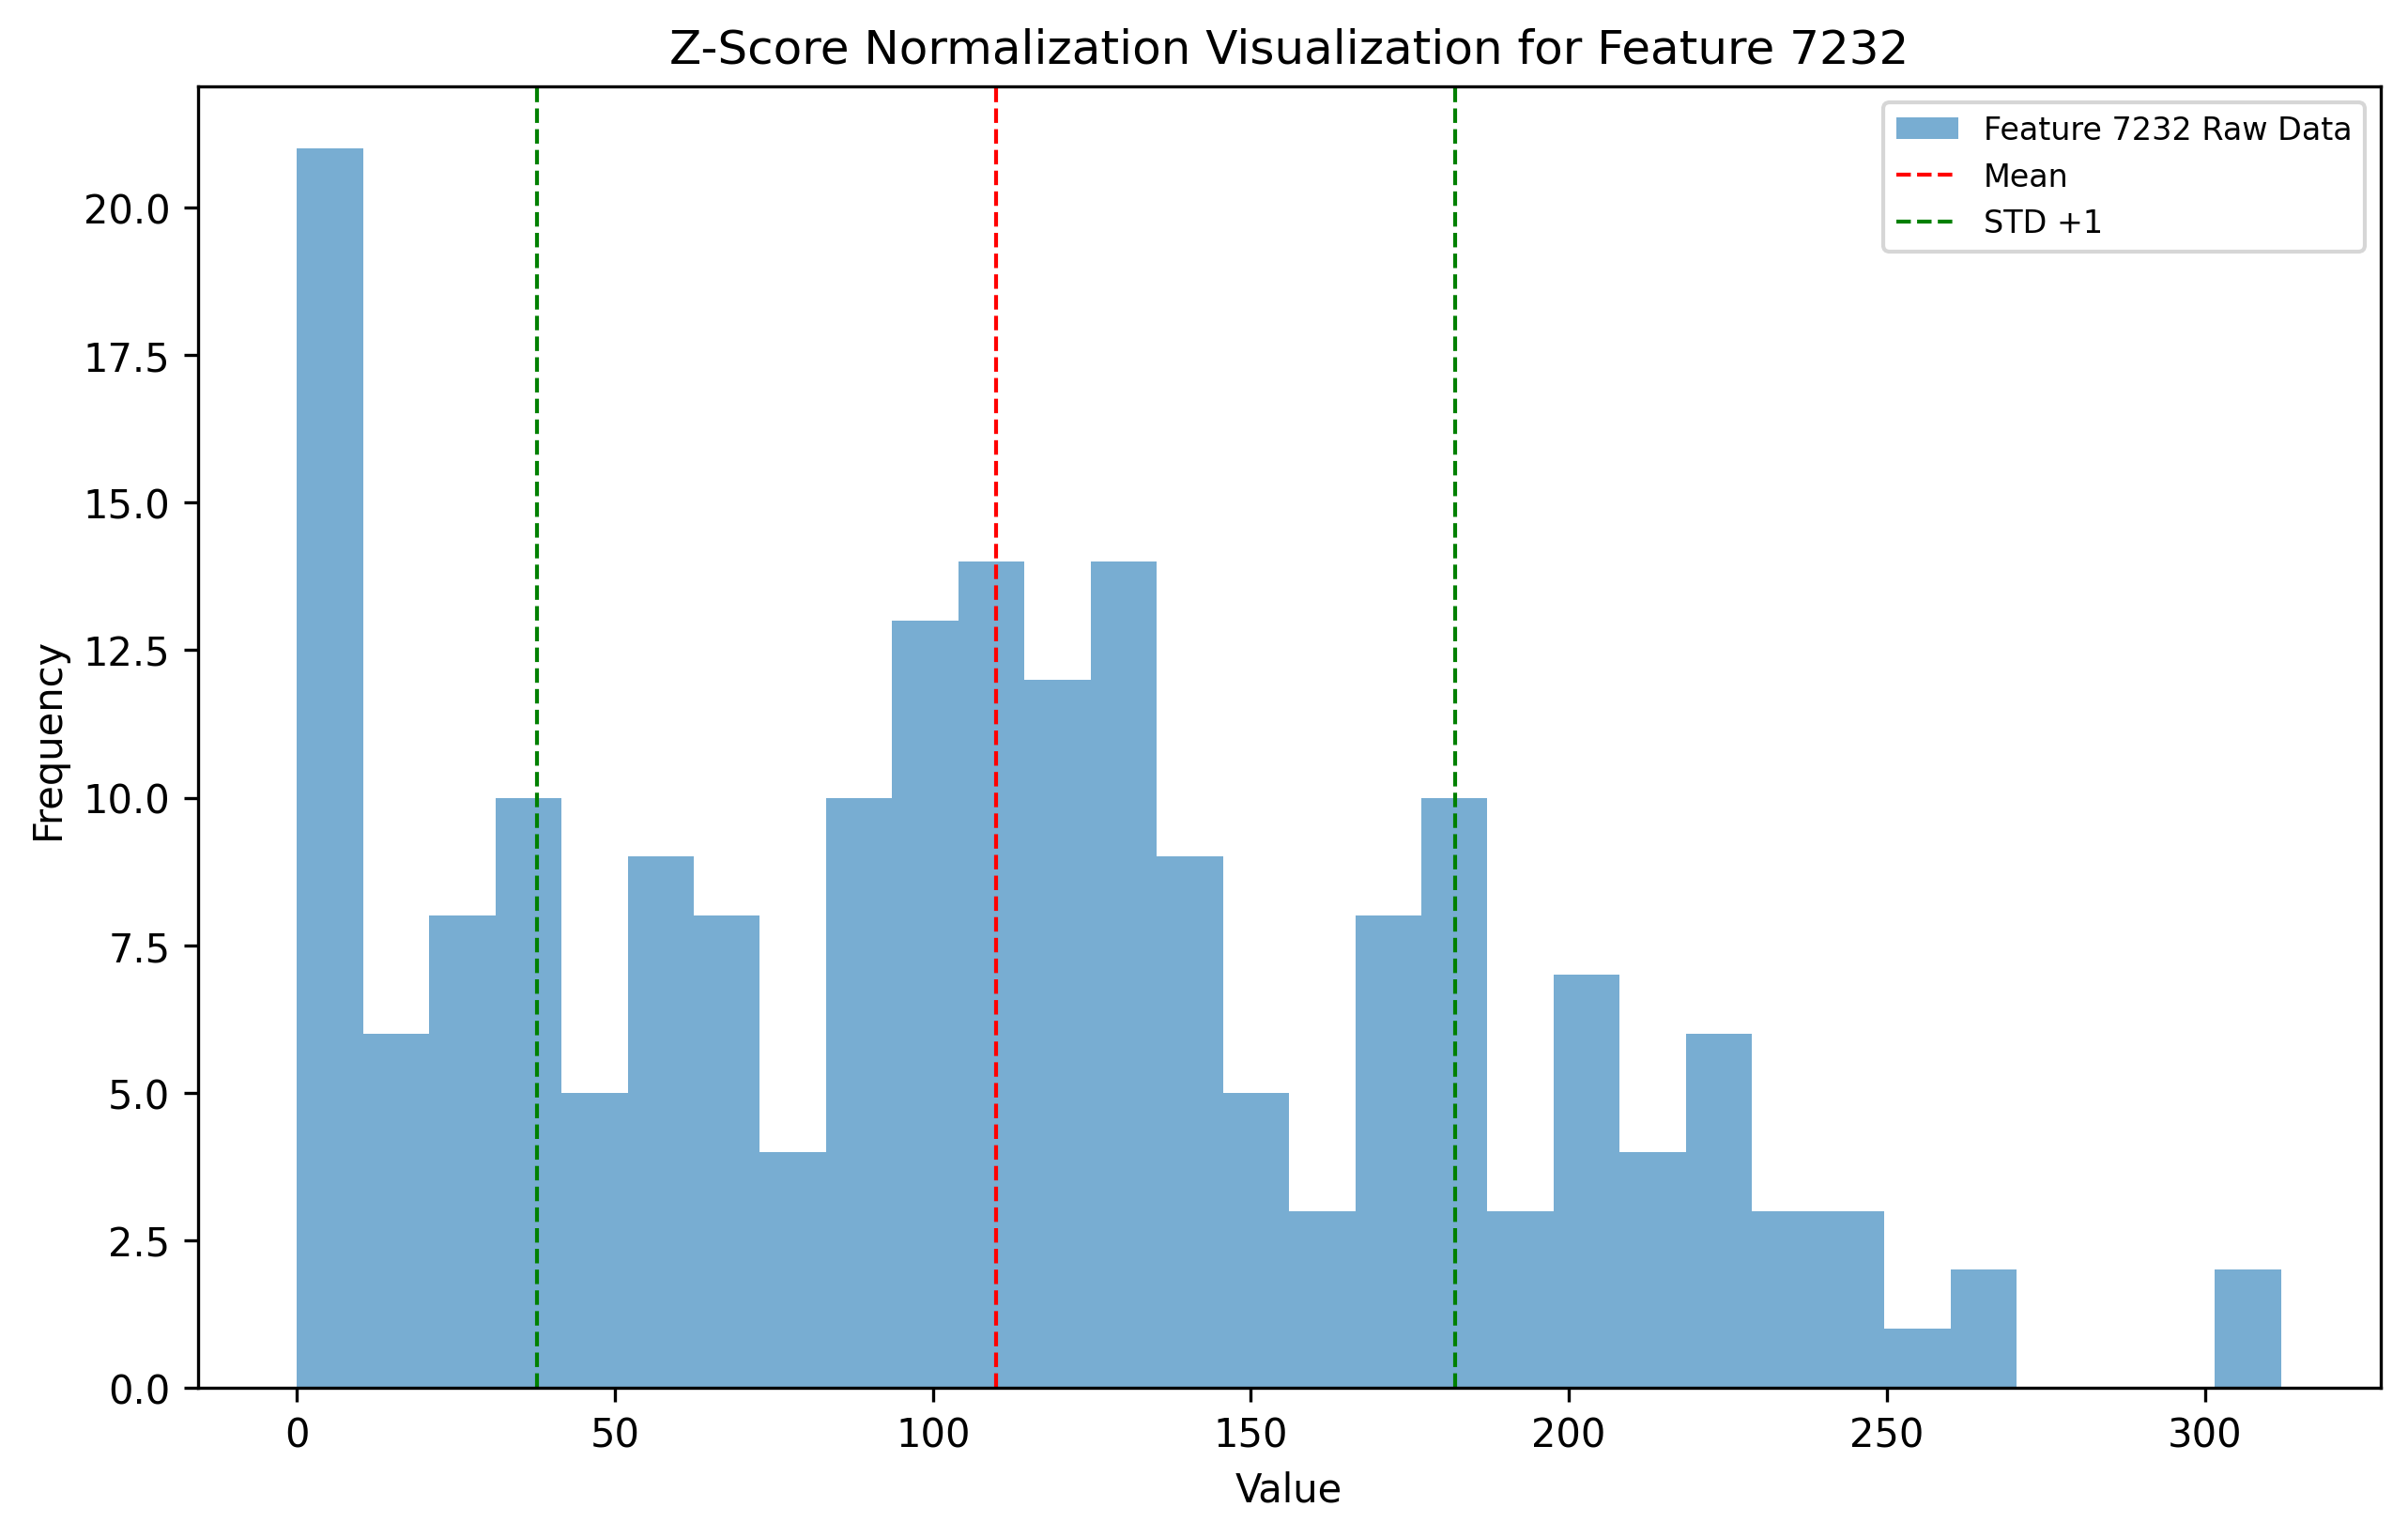 Z-Score Normalization Visualization for Feature 7232
Feature 7232 Raw Data
Mean
STD +1
20.0
17.5
15.0
12.5
10.0
7.5
5.0
2.5
0.0
Frequency
0 50 100 150 200 250 300
Value